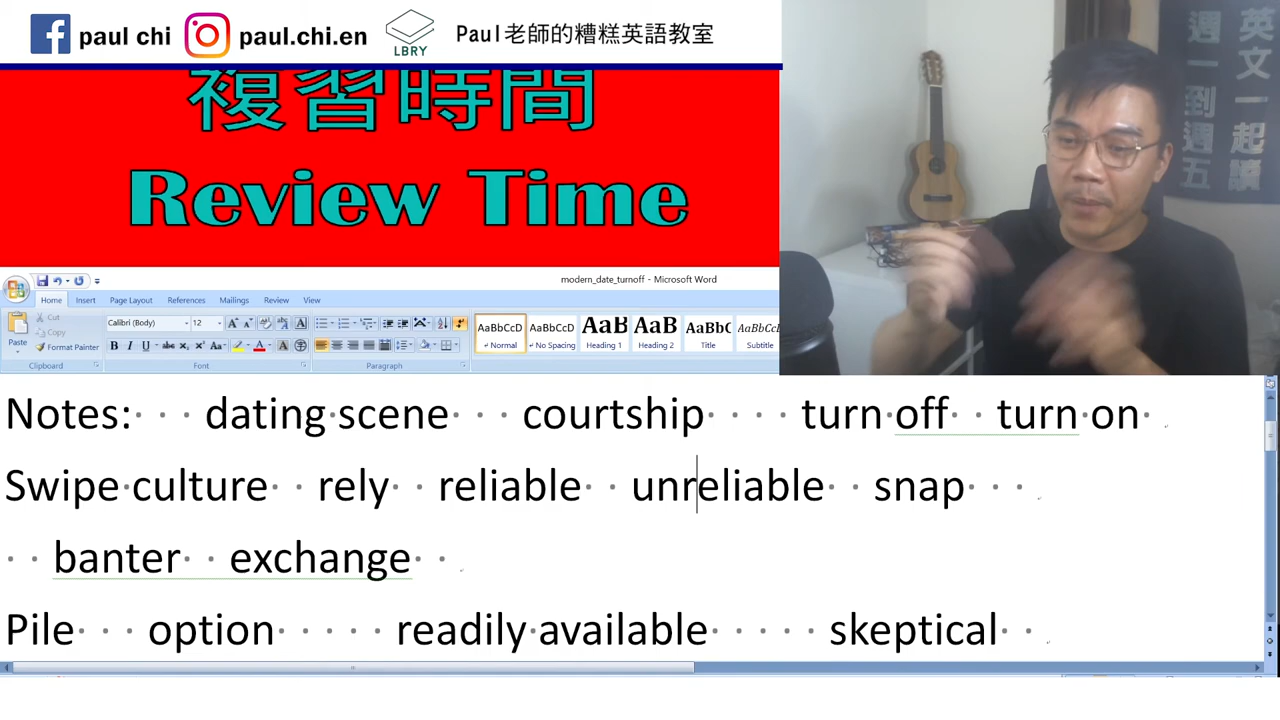 paul chi paul.chi.en LBRY Paul老師的糟糕英語教室
複習時間
Review Time
英文一起讀
週一到週五
modern_date_turnoff - Microsoft Word
Home Insert Page Layout References Mailings Review View
Paste Cut Copy Format Painter
Calibri (Body) 12
AaBbCcD AaBbCcD AaBbC AaBbC AaBbC AaBbCcD
Normal No Spacing Heading 1 Heading 2 Title Subtitle
Clipboard Font Paragraph
Notes: dating scene courtship turn off turn on
Swipe culture rely reliable unreliable snap
banter exchange
Pile option readily available skeptical